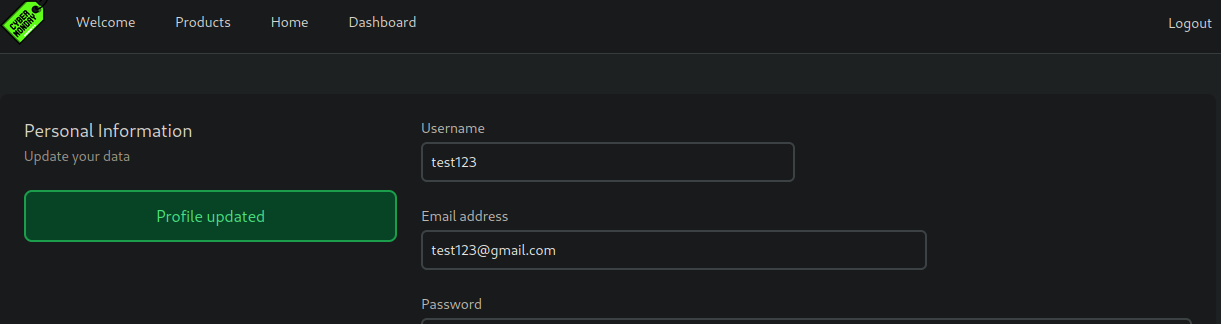 CYBER
MONDAY
Welcome
Products
Home
Dashboard
Logout
Personal Information
Update your data
Profile updated
Username
test123
Email address
test123@gmail.com
Password